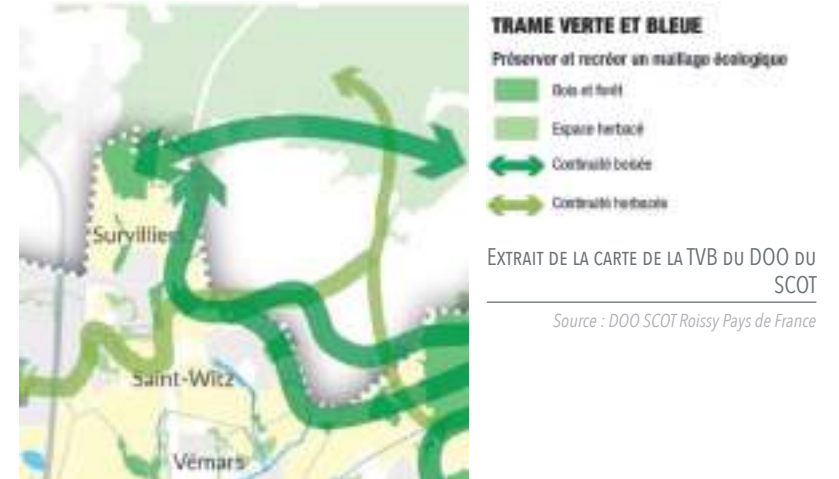 Survilliers
Saint-Witz
Vémars
TRAME VERTE ET BLEUE
Préserver et recréer un maillage écologique
Bois et forêt
Espace herbacé
Continuité boisée
Continuité herbacée
EXTRAIT DE LA CARTE DE LA TVB DU DOO DU
SCOT
Source : DOO SCOT Roissy Pays de France